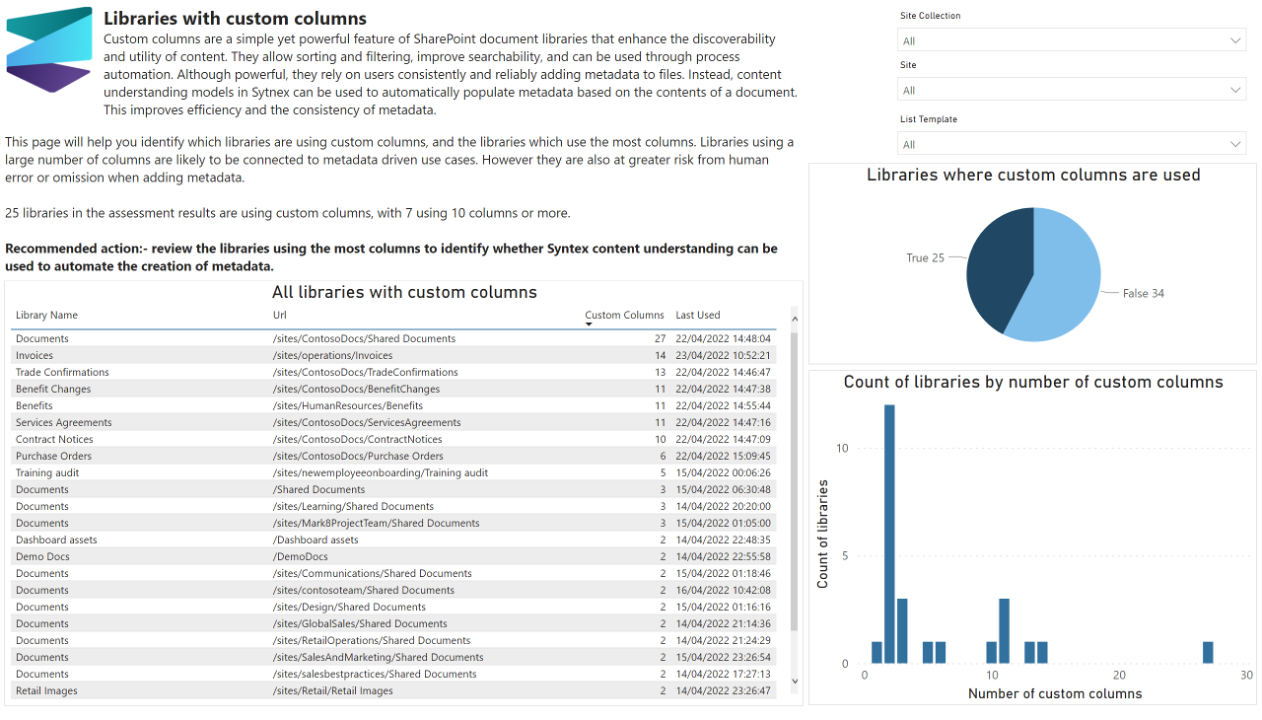 Libraries with custom columns
Custom columns are a simple yet powerful feature of SharePoint document libraries that enhance the discoverability
and utility of content. They allow sorting and filtering, improve searchability, and can be used through process
automation. Although powerful, they rely on users consistently and reliably adding metadata to files. Instead, content
understanding models in Sytnex can be used to automatically populate metadata based on the contents of a document.
This improves efficiency and the consistency of metadata.
This page will help you identify which libraries are using custom columns, and the libraries which use the most columns. Libraries using a
large number of columns are likely to be connected to metadata driven use cases. However they are also at greater risk from human
error or omission when adding metadata.
25 libraries in the assessment results are using custom columns, with 7 using 10 columns or more.
Recommended action:- review the libraries using the most columns to identify whether Syntex content understanding can be
used to automate the creation of metadata.
Site Collection
All
Site
All
List Template
All
All libraries with custom columns
Library Name Url Custom Columns Last Used
Documents /sites/ContosoDocs/Shared Documents 27 22/04/2022 14:48:04
Invoices /sites/operations/Invoices 14 23/04/2022 10:52:21
Trade Confirmations /sites/ContosoDocs/TradeConfirmations 13 22/04/2022 14:46:47
Benefit Changes /sites/ContosoDocs/BenefitChanges 11 22/04/2022 14:47:38
Benefits /sites/HumanResources/Benefits 11 22/04/2022 14:55:44
Services Agreements /sites/ContosoDocs/ServicesAgreements 11 22/04/2022 14:47:16
Contract Notices /sites/ContosoDocs/ContractNotices 10 22/04/2022 14:47:09
Purchase Orders /sites/ContosoDocs/Purchase Orders 6 22/04/2022 15:09:45
Training audit /sites/newemployeeonboarding/Training audit 5 15/04/2022 00:06:26
Documents /Shared Documents 3 15/04/2022 06:30:48
Documents /sites/Learning/Shared Documents 3 14/04/2022 20:20:00
Documents /sites/Mark8ProjectTeam/Shared Documents 3 15/04/2022 01:05:00
Dashboard assets /Dashboard assets 2 14/04/2022 22:48:35
Demo Docs /DemoDocs 2 14/04/2022 22:55:58
Documents /sites/Communications/Shared Documents 2 15/04/2022 01:18:46
Documents /sites/contosoteam/Shared Documents 2 16/04/2022 10:42:08
Documents /sites/Design/Shared Documents 2 15/04/2022 01:16:16
Documents /sites/GlobalSales/Shared Documents 2 14/04/2022 21:14:36
Documents /sites/RetailOperations/Shared Documents 2 14/04/2022 21:24:29
Documents /sites/SalesAndMarketing/Shared Documents 2 15/04/2022 23:26:54
Documents /sites/salesbestpractices/Shared Documents 2 14/04/2022 17:27:13
Retail Images /sites/Retail/Retail Images 2 14/04/2022 23:26:47
Libraries where custom columns are used
True 25
False 34
Count of libraries by number of custom columns
Count of libraries
10
5
0
0 10 20 30
Number of custom columns